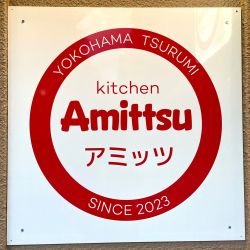 YOKOHAMA TSURUMI
kitchen
Amittsu
アミッツ
SINCE 2023